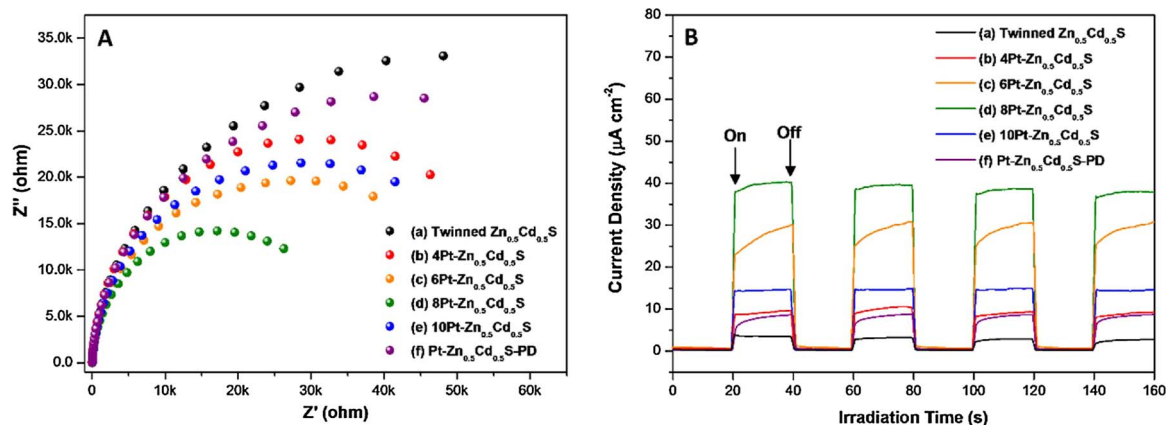 A
35.0k
30.0k
25.0k
20.0k
15.0k
10.0k
5.0k
0.0
Z'' (ohm)
(a) Twinned Zn0.5Cd0.5S
(b) 4Pt-Zn0.5Cd0.5S
(c) 6Pt-Zn0.5Cd0.5S
(d) 8Pt-Zn0.5Cd0.5S
(e) 10Pt-Zn0.5Cd0.5S
(f) Pt-Zn0.5Cd0.5S-PD
0 10k 20k 30k 40k 50k 60k
Z' (ohm)
B
80
70
60
50
40
30
20
10
0
Current Density (μA cm⁻²)
(a) Twinned Zn0.5Cd0.5S
(b) 4Pt-Zn0.5Cd0.5S
(c) 6Pt-Zn0.5Cd0.5S
(d) 8Pt-Zn0.5Cd0.5S
(e) 10Pt-Zn0.5Cd0.5S
(f) Pt-Zn0.5Cd0.5S-PD
On
Off
0 20 40 60 80 100 120 140 160
Irradiation Time (s)